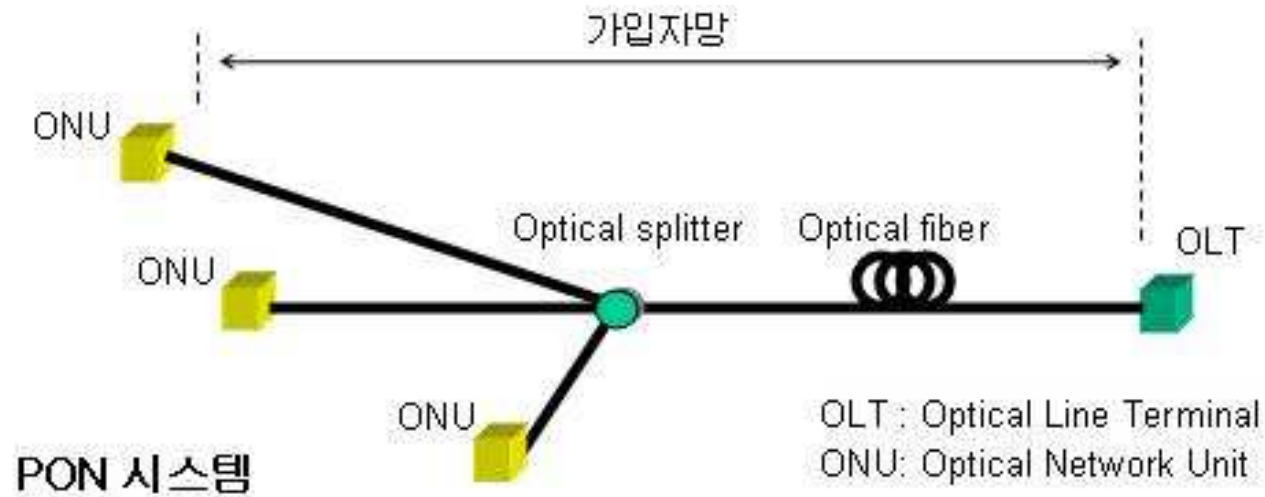 가입자망
ONU
Optical splitter
Optical fiber
OLT
ONU
ONU
OLT : Optical Line Terminal
ONU: Optical Network Unit
PON 시스템